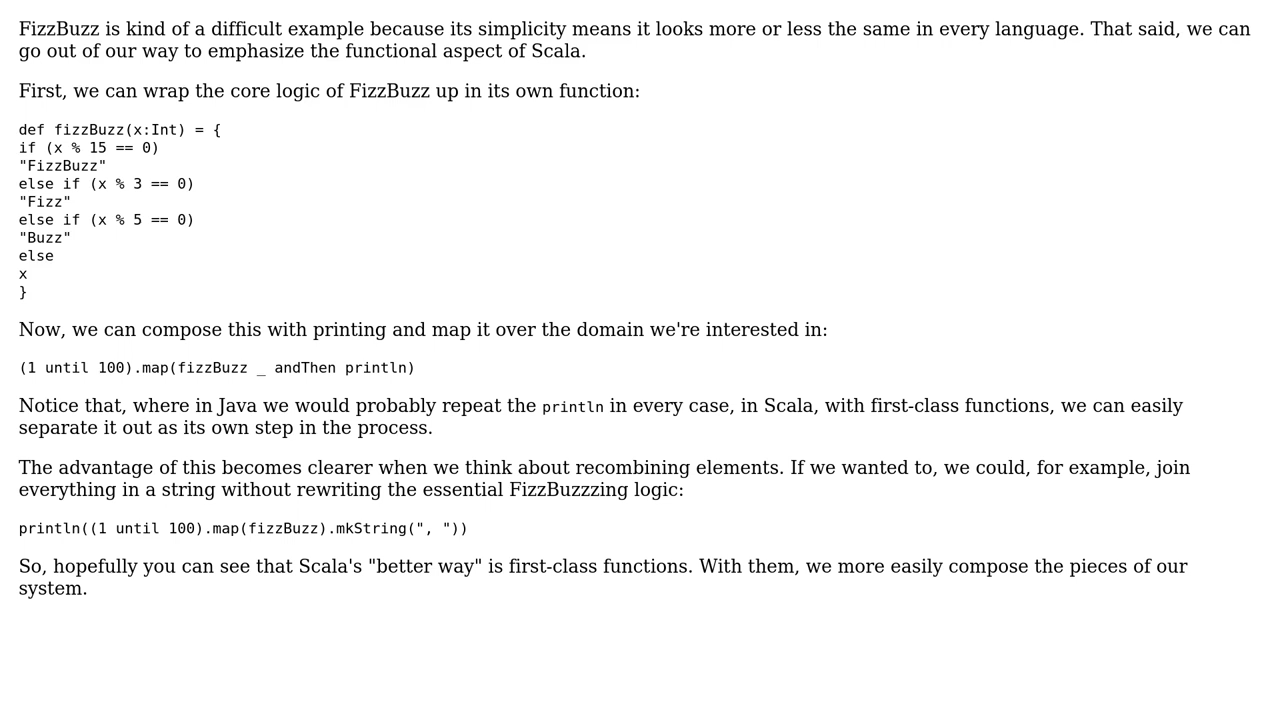 FizzBuzz is kind of a difficult example because its simplicity means it looks more or less the same in every language. That said, we can
go out of our way to emphasize the functional aspect of Scala.
First, we can wrap the core logic of FizzBuzz up in its own function:
def fizzBuzz(x:Int) = {
if (x % 15 == 0)
"FizzBuzz"
else if (x % 3 == 0)
"Fizz"
else if (x % 5 == 0)
"Buzz"
else
x
}
Now, we can compose this with printing and map it over the domain we're interested in:
(1 until 100).map(fizzBuzz _ andThen println)
Notice that, where in Java we would probably repeat the println in every case, in Scala, with first-class functions, we can easily
separate it out as its own step in the process.
The advantage of this becomes clearer when we think about recombining elements. If we wanted to, we could, for example, join
everything in a string without rewriting the essential FizzBuzzzing logic:
println((1 until 100).map(fizzBuzz).mkString(", "))
So, hopefully you can see that Scala's "better way" is first-class functions. With them, we more easily compose the pieces of our
system.